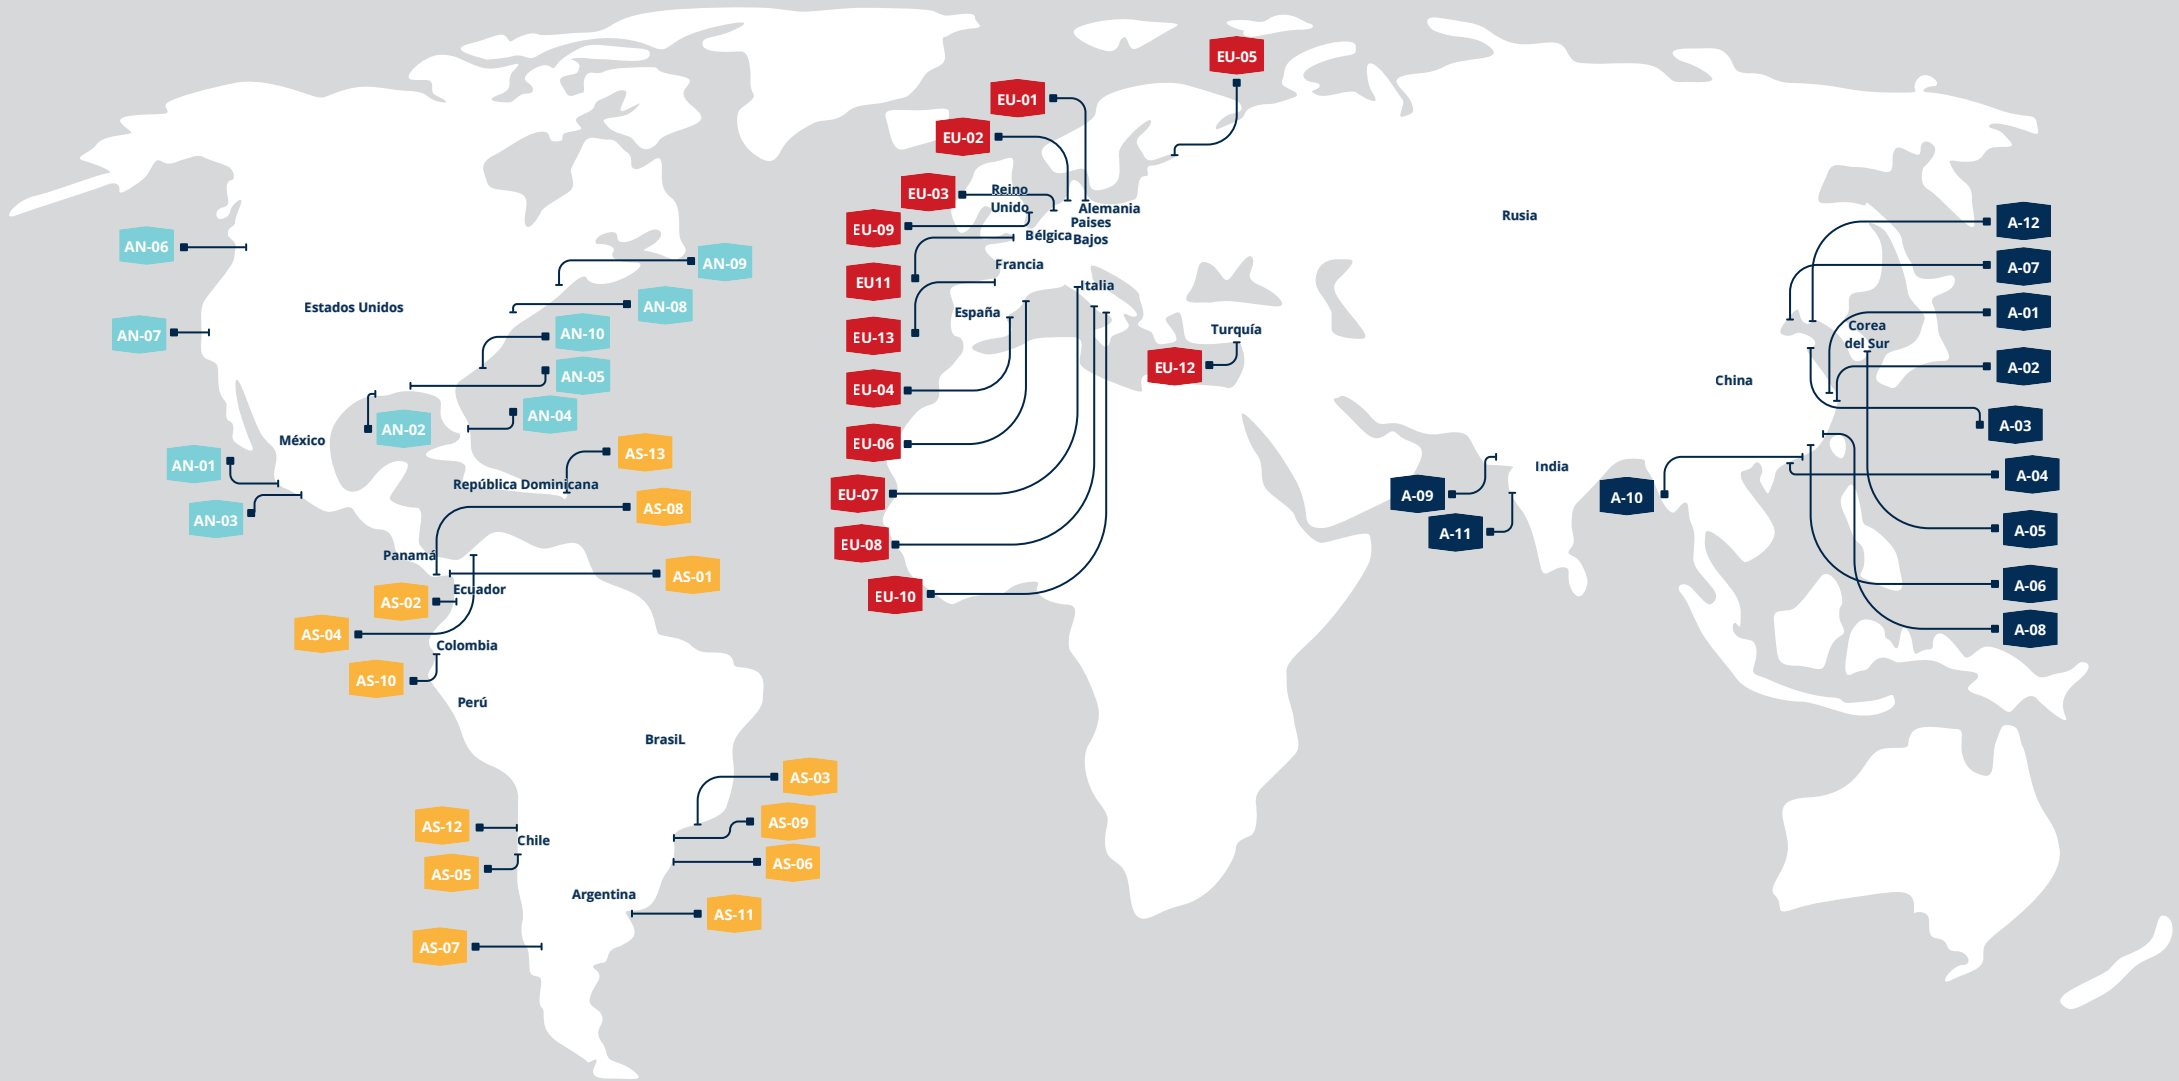 EU-05
EU-01
EU-02
EU-03
Reino
Unido
Alemania
Paises
Bajos
Bélgica
EU-09
EU11
Francia
EU-13
Italia
España
EU-04
EU-06
EU-07
EU-08
EU-10
Turquía
EU-12
Rusia
AN-06
AN-09
Estados Unidos
AN-08
AN-07
AN-10
AN-05
AN-04
AN-02
México
AN-01
AN-03
AS-13
República Dominicana
AS-08
Panamá
AS-01
Ecuador
AS-02
AS-04
Colombia
AS-10
Perú
BrasiL
AS-03
AS-12
AS-09
Chile
AS-06
AS-05
Argentina
AS-11
AS-07
A-12
A-07
A-01
Corea
del Sur
A-02
China
A-03
India
A-04
A-09
A-10
A-11
A-05
A-06
A-08